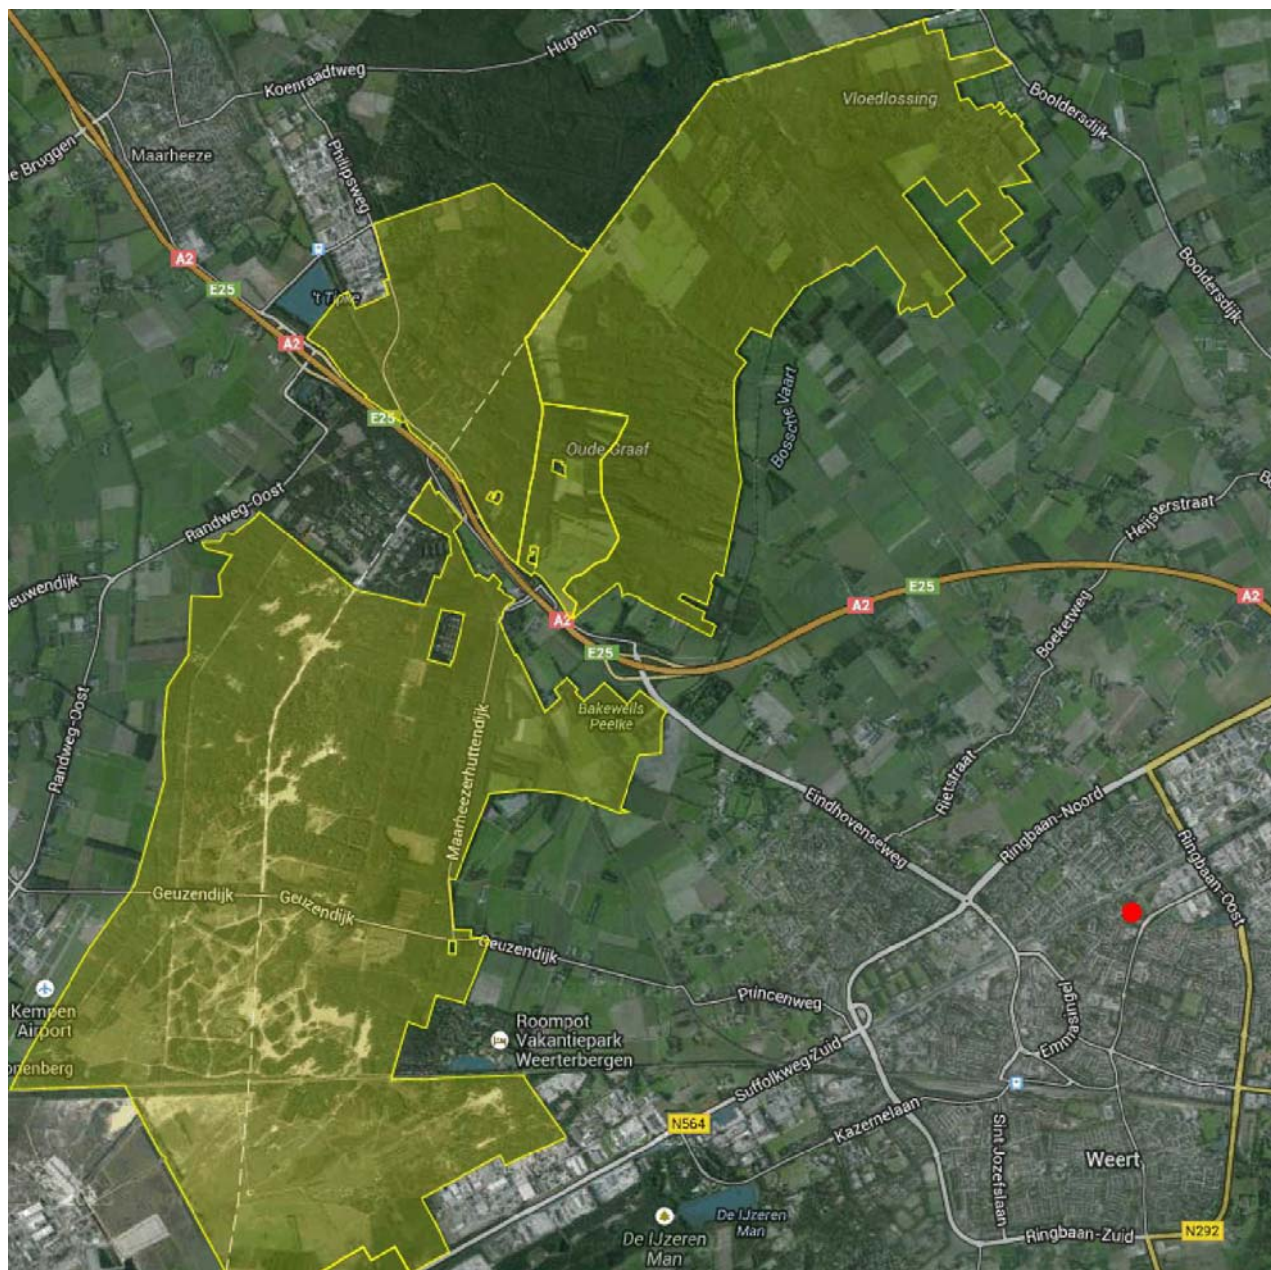 Hugten
Koenraadtweg
Vloedlossing
Booldersdijk
de Bruggen
Maarheeze
Philipsweg
A2
Booldersdijk
E25
't Tipke
A2
Bossche Vaart
E25
Oude Graaf
Randweg-Oost
Heijsterstraat
A2
E25
A2
A2
Boeketweg
E25
Randweg-Oost
Bakewells
Peelke
Maarheezerhuttendijk
Rietstraat
Eindhovenseweg
Ringbaan-Noord
Ringbaan-Oost
Geuzendijk
Geuzendijk
Geuzendijk
Princenweg
Emmasingel
Kempen
Airport
Roompot
Vakantiepark
Weerterbergen
Suffolkweg Zuid
Kazernelaan
N564
Sint Jozefslaan
Weert
De IJzeren
Man
De IJzeren
Man
Ringbaan-Zuid
N292